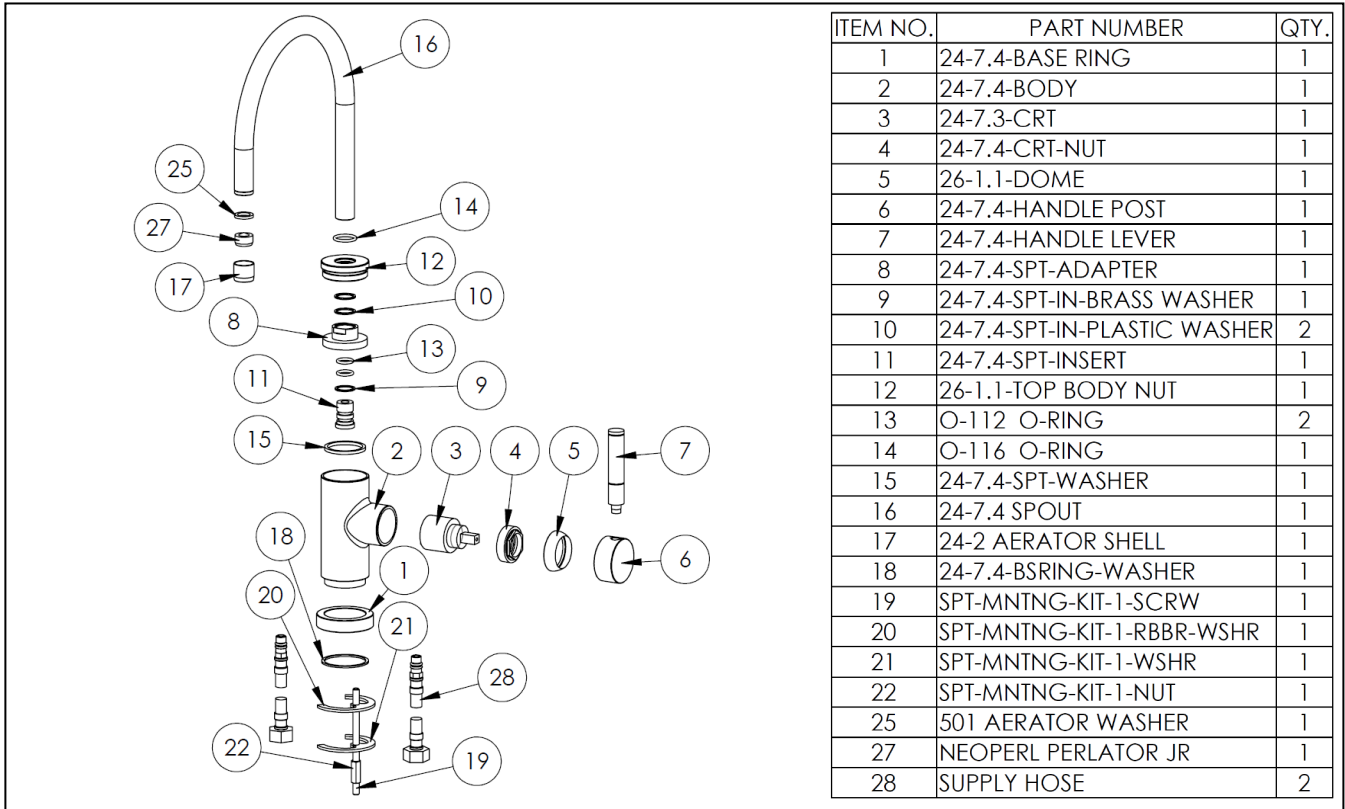 16
25
14
27
12
17
10
8
13
11
9
15
2
3
4
5
7
18
6
1
20
21
28
22
19
ITEM NO. PART NUMBER QTY.
1 24-7.4-BASE RING 1
2 24-7.4-BODY 1
3 24-7.3-CRT 1
4 24-7.4-CRT-NUT 1
5 26-1.1-DOME 1
6 24-7.4-HANDLE POST 1
7 24-7.4-HANDLE LEVER 1
8 24-7.4-SPT-ADAPTER 1
9 24-7.4-SPT-IN-BRASS WASHER 1
10 24-7.4-SPT-IN-PLASTIC WASHER 2
11 24-7.4-SPT-INSERT 1
12 26-1.1-TOP BODY NUT 1
13 O-112 O-RING 2
14 O-116 O-RING 1
15 24-7.4-SPT-WASHER 1
16 24-7.4 SPOUT 1
17 24-2 AERATOR SHELL 1
18 24-7.4-BSRING-WASHER 1
19 SPT-MNTNG-KIT-1-SCRW 1
20 SPT-MNTNG-KIT-1-RBBR-WSHR 1
21 SPT-MNTNG-KIT-1-WSHR 1
22 SPT-MNTNG-KIT-1-NUT 1
25 501 AERATOR WASHER 1
27 NEOPERL PERLATOR JR 1
28 SUPPLY HOSE 2